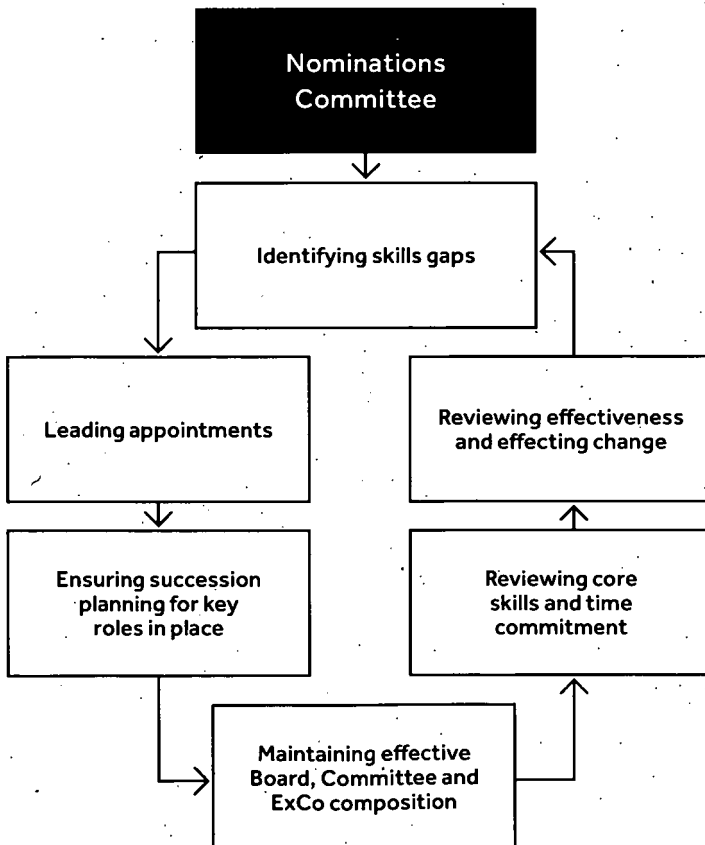 Nominations
Committee
Identifying skills gaps
Leading appointments
Reviewing effectiveness
and effecting change
Ensuring succession
planning for key
roles in place
Reviewing core
skills and time
commitment
Maintaining effective
Board, Committee and
ExCo composition